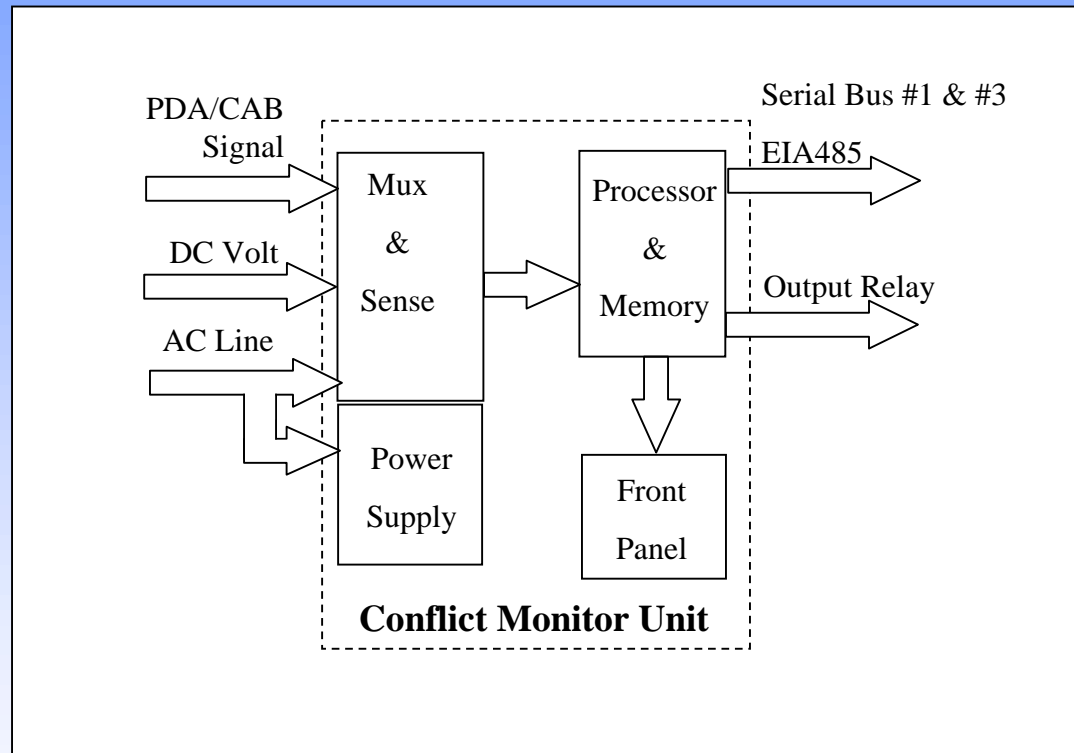 PDA/CAB
Signal
DC Volt
AC Line
Mux
&
Sense
Power
Supply
Processor
&
Memory
Front
Panel
Serial Bus #1 & #3
EIA485
Output Relay
Conflict Monitor Unit